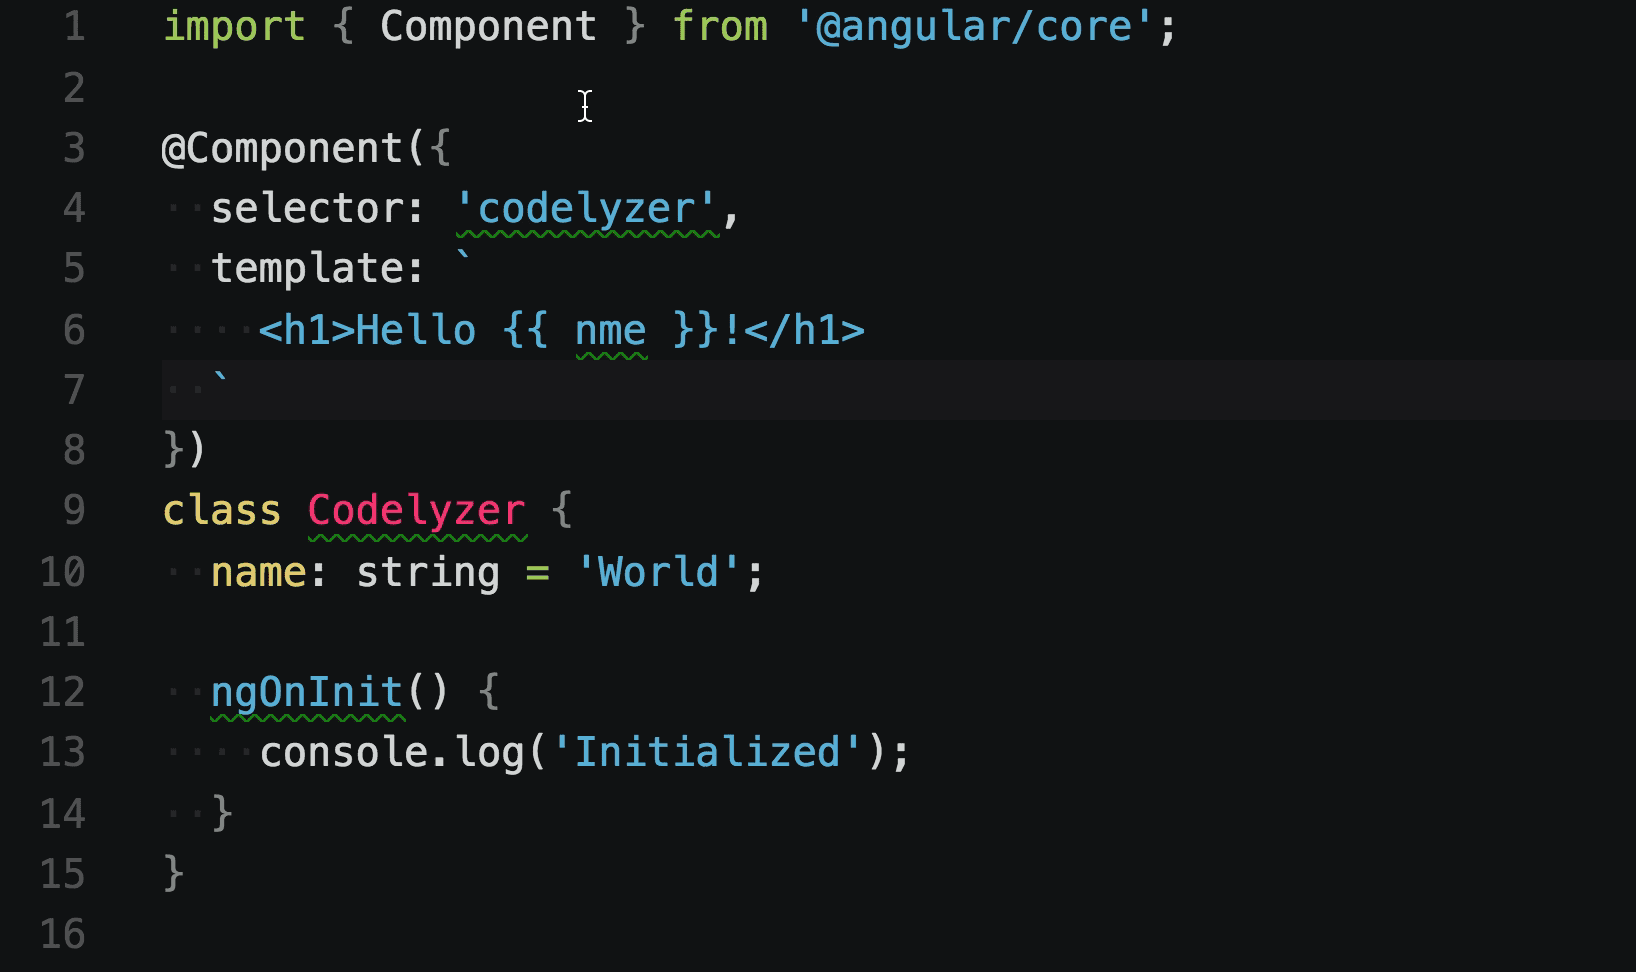 1 import { Component } from '@angular/core';
2
3 @Component({
4 ··selector: 'codelyzer',
5 ··template: `
6 ····<h1>Hello {{ nme }}!</h1>
7 ··`
8 })
9 class Codelyzer {
10 ··name: string = 'World';
11
12 ··ngOnInit() {
13 ····console.log('Initialized');
14 ··}
15 }
16